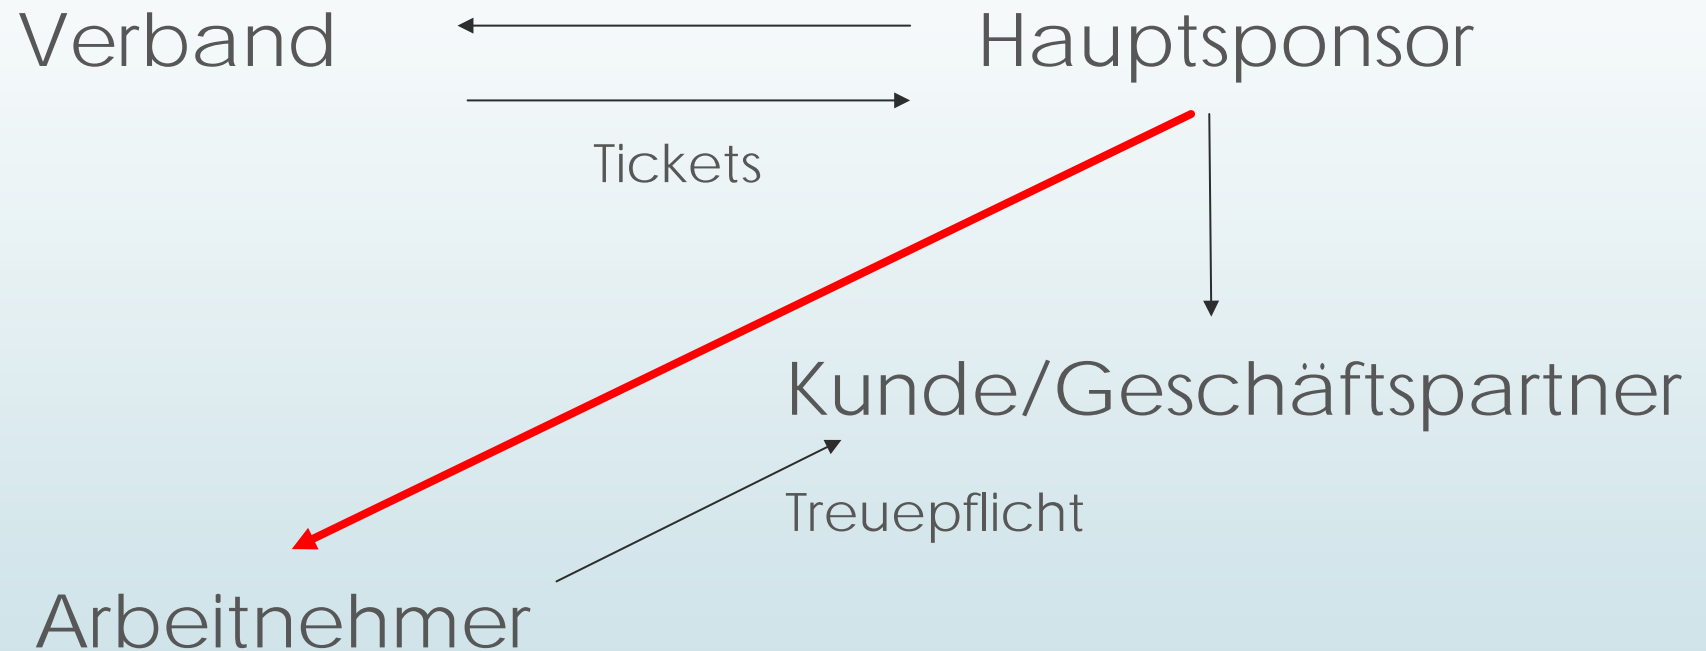 Verband
Hauptsponsor
Tickets
Kunde/Geschäftspartner
Treuepflicht
Arbeitnehmer